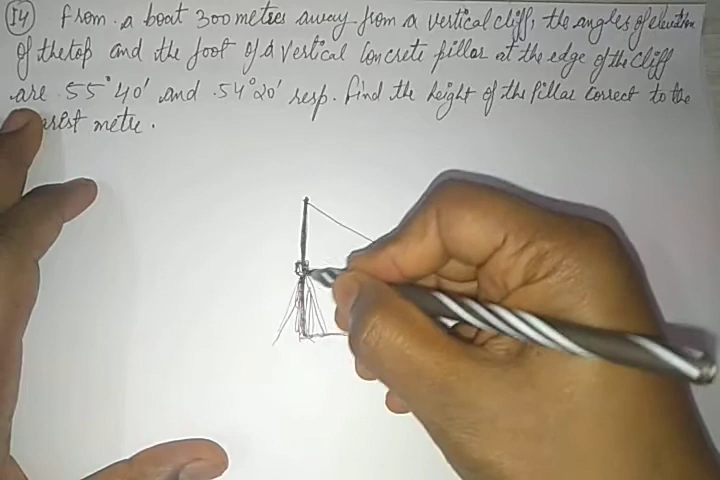 (54) From a boat 300 metres away from a vertical cliff, the angles of elevation
of the top and the foot of a vertical concrete pillar at the edge of the cliff
are 55°40' and 54°20' resp. find the height of the pillar correct to the
metre.